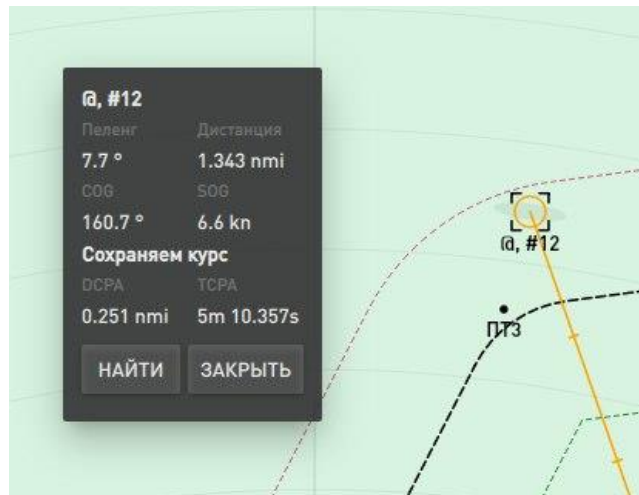 @, #12
Пеленг Дистанция
7.7 ° 1.343 nmi
COG SOG
160.7 ° 6.6 kn
Сохраняем курс
DCPA TCPA
0.251 nmi 5m 10.357s
НАЙТИ ЗАКРЫТЬ
@, #12
ПТ3